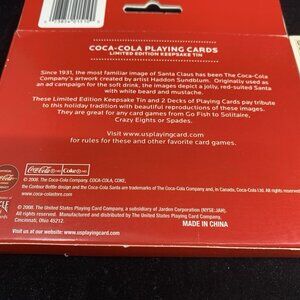 COCA-COLA PLAYING CARDS
LIMITED EDITION KEEPSAKE TIN
Since 1931, the most familiar image of Santa Claus has been The Coca-Cola
Company's artwork created by artist Haddon Sundblom. Originally used as
an ad campaign for the soft drink, the images depict a jolly, red-suited Santa
with white beard and mustache.
These Limited Edition Keepsake Tin and 2 Decks of Playing Cards pay tribute
to this holiday tradition with beautiful reproductions of these images.
They are great for any card games from Go Fish to Solitaire,
Crazy Eights or Spades.
Visit www.usplayingcard.com
for rules for these and other favorite card games.
Coca-Cola Coke
© 2008 The Coca-Cola Company. COCA-COLA, COKE,
the Contour Bottle design and the Coca-Cola Santa are trademarks of The Coca-Cola Company and, in Canada, Coca-Cola Ltd. All rights reserved.
www.coca-colastore.com
© 2008. The United States Playing Card Company, a subsidiary of Jarden Corporation (NYSE:JAH).
All rights reserved. Manufactured and distributed by The United States Playing Card Company,
Cincinnati, Ohio 45212.
Visit us at www.usplayingcard.com
MADE IN CHINA